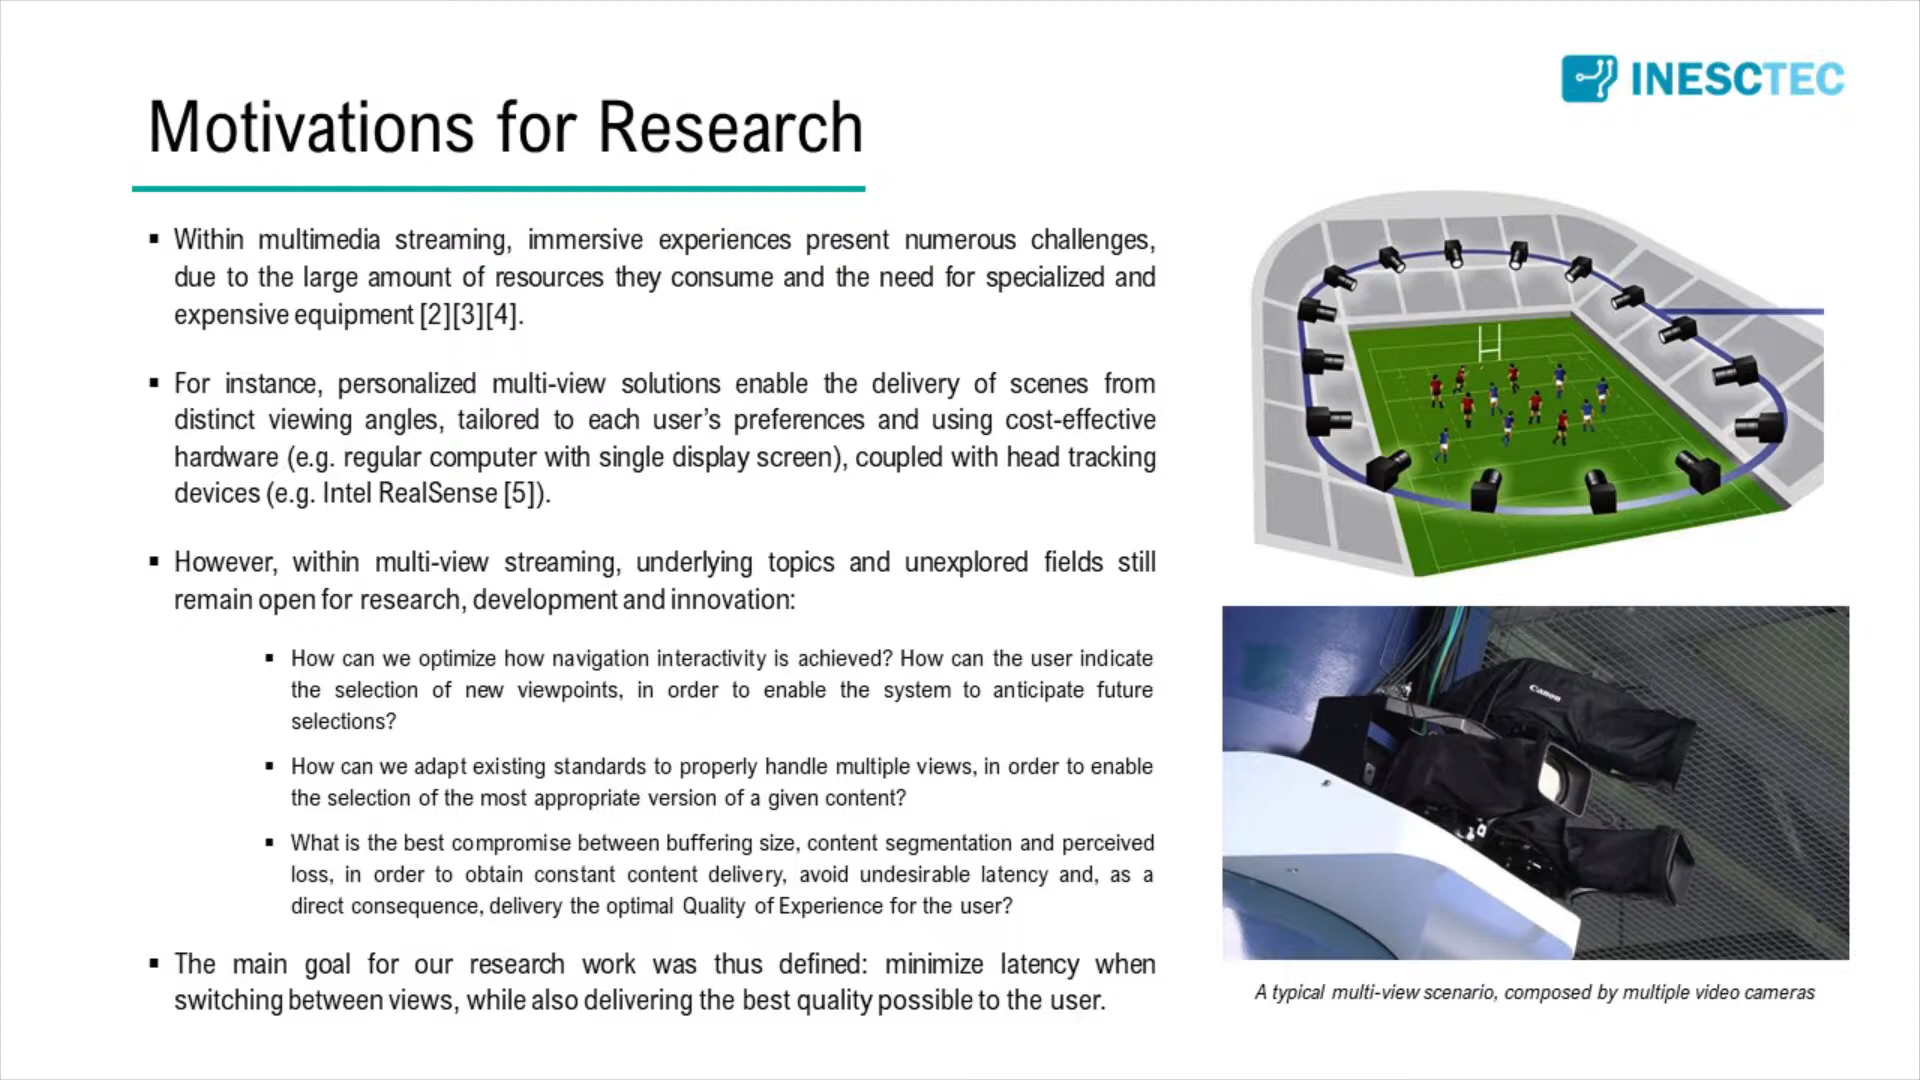 INESCTEC
Motivations for Research
▪ Within multimedia streaming, immersive experiences present numerous challenges,
due to the large amount of resources they consume and the need for specialized and
expensive equipment [2][3][4].
▪ For instance, personalized multi-view solutions enable the delivery of scenes from
distinct viewing angles, tailored to each user’s preferences and using cost-effective
hardware (e.g. regular computer with single display screen), coupled with head tracking
devices (e.g. Intel RealSense [5]).
▪ However, within multi-view streaming, underlying topics and unexplored fields still
remain open for research, development and innovation:
▪ How can we optimize how navigation interactivity is achieved? How can the user indicate
the selection of new viewpoints, in order to enable the system to anticipate future
selections?
▪ How can we adapt existing standards to properly handle multiple views, in order to enable
the selection of the most appropriate version of a given content?
▪ What is the best compromise between buffering size, content segmentation and perceived
loss, in order to obtain constant content delivery, avoid undesirable latency and, as a
direct consequence, delivery the optimal Quality of Experience for the user?
▪ The main goal for our research work was thus defined: minimize latency when
switching between views, while also delivering the best quality possible to the user.
Canon
A typical multi-view scenario, composed by multiple video cameras